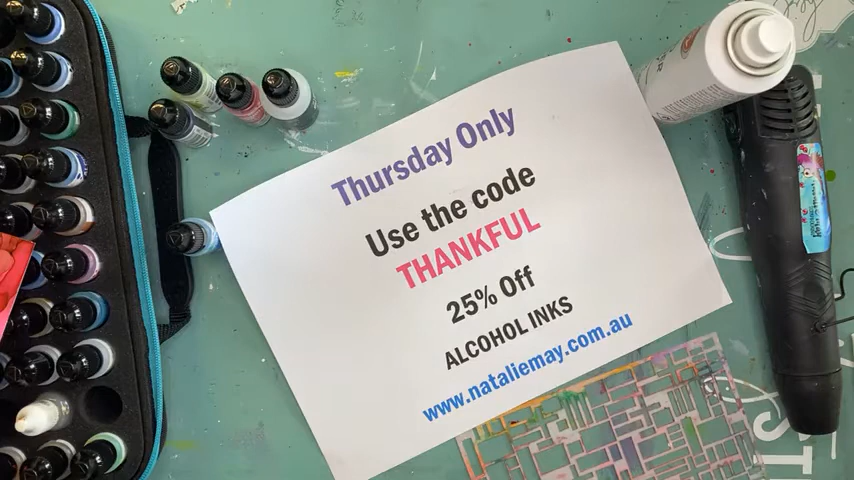 Thursday Only
Use the code
THANKFUL
25% Off
ALCOHOL INKS
www.nataliemay.com.au